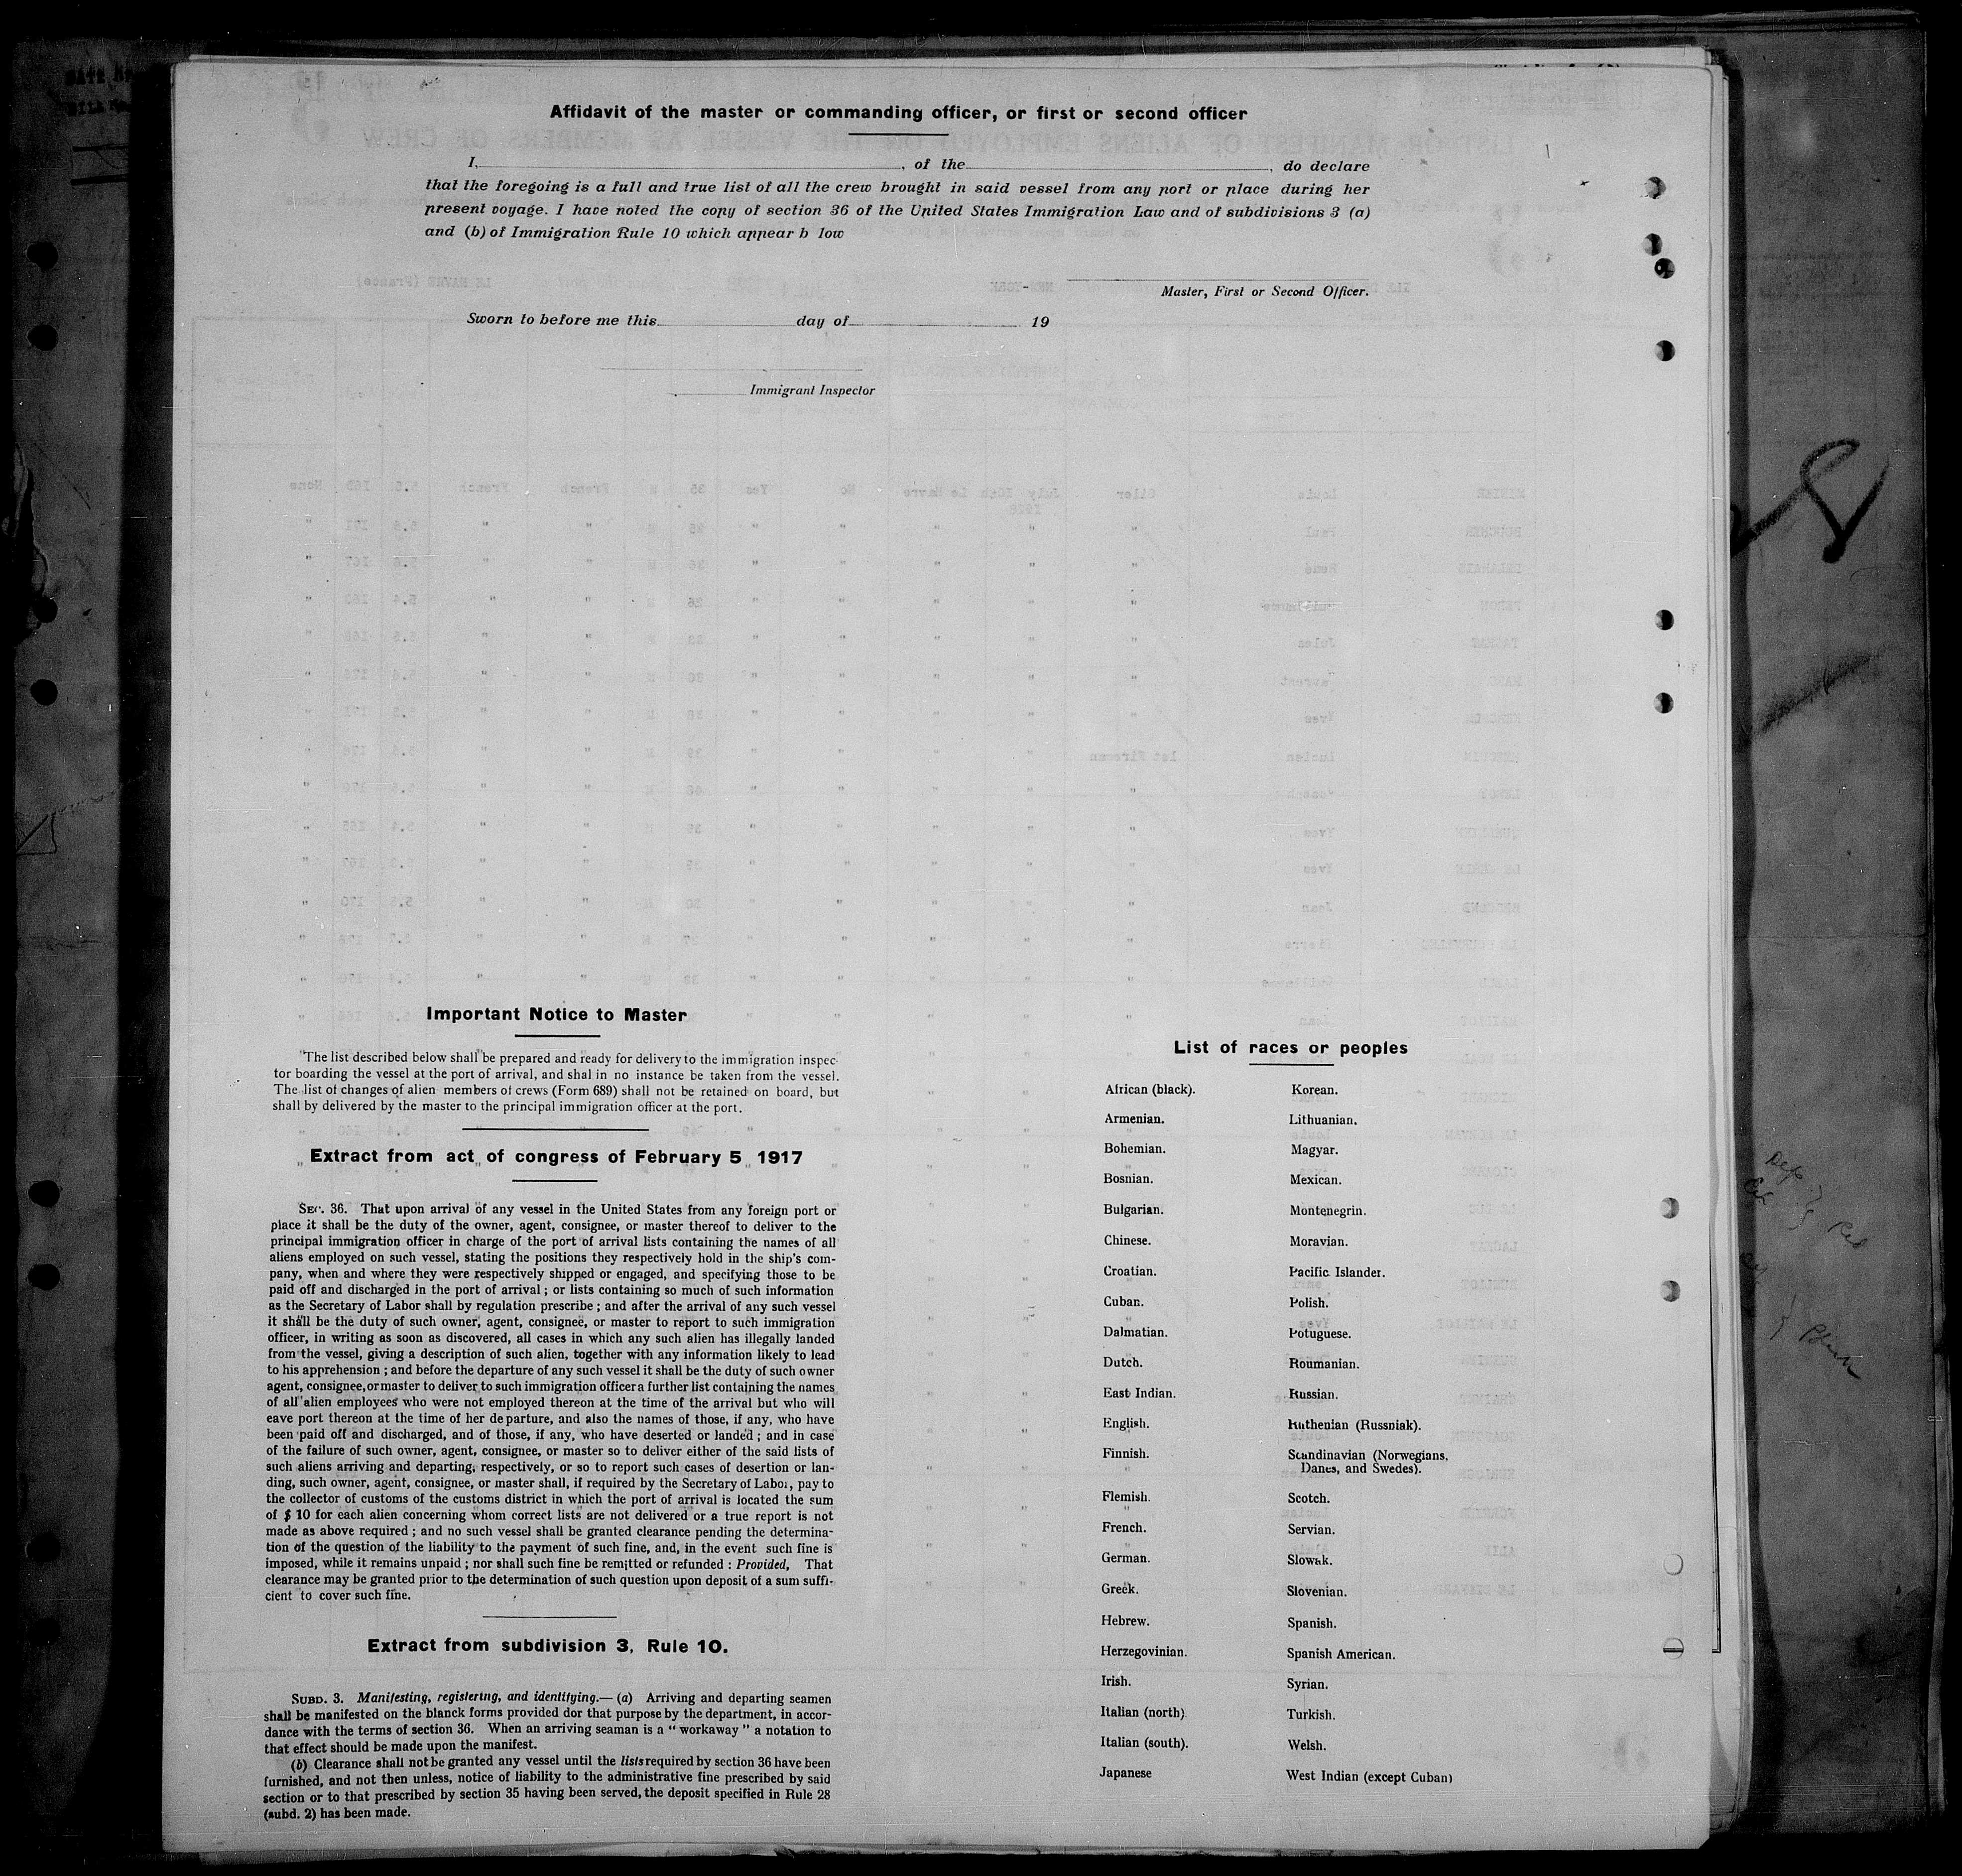 Affidavit of the master or commanding officer, or first or second officer
I, , of the , do declare
that the foregoing is a full and true list of all the crew brought in said vessel from any port or place during her
present voyage. I have noted the copy of section 36 of the United States Immigration Law and of subdivisions 3 (a)
and (b) of Immigration Rule 10 which appear b low
Master, First or Second Officer.
Sworn to before me this day of 19
Immigrant Inspector
Important Notice to Master
The list described below shall be prepared and ready for delivery to the immigration inspec-
tor boarding the vessel at the port of arrival, and shal in no instance be taken from the vessel.
The list of changes of alien members of crews (Form 689) shall not be retained on board, but
shall by delivered by the master to the principal immigration officer at the port.
Extract from act of congress of February 5 1917
SEC. 36. That upon arrival of any vessel in the United States from any foreign port or
place it shall be the duty of the owner, agent, consignee, or master thereof to deliver to the
principal immigration officer in charge of the port of arrival lists containing the names of all
aliens employed on such vessel, stating the positions they respectively hold in the ship's com-
pany, when and where they were respectively shipped or engaged, and specifying those to be
paid off and discharged in the port of arrival ; or lists containing so much of such information
as the Secretary of Labor shall by regulation prescribe ; and after the arrival of any such vessel
it shall be the duty of such owner, agent, consignee, or master to report to such immigration
officer, in writing as soon as discovered, all cases in which any such alien has illegally landed
from the vessel, giving a description of such alien, together with any information likely to lead
to his apprehension ; and before the departure of any such vessel it shall be the duty of such owner
agent, consignee, or master to deliver to such immigration officer a further list containing the names
of all alien employees who were not employed thereon at the time of the arrival but who will
eave port thereon at the time of her departure, and also the names of those, if any, who have
been paid off and discharged, and of those, if any, who have deserted or landed ; and in case
of the failure of such owner, agent, consignee, or master so to deliver either of the said lists of
such aliens arriving and departing, respectively, or so to report such cases of desertion or lan-
ding, such owner, agent, consignee, or master shall, if required by the Secretary of Labor, pay to
the collector of customs of the customs district in which the port of arrival is located the sum
of $ 10 for each alien concerning whom correct lists are not delivered or a true report is not
made as above required ; and no such vessel shall be granted clearance pending the determina-
tion of the question of the liability to the payment of such fine, and, in the event such fine is
imposed, while it remains unpaid ; nor shall such fine be remitted or refunded : Provided, That
clearance may be granted prior to the determination of such question upon deposit of a sum suffi-
cient to cover such fine.
Extract from subdivision 3, Rule 10.
SUBD. 3. Manifesting, registering, and identifying.— (a) Arriving and departing seamen
shall be manifested on the blanck forms provided dor that purpose by the department, in accor-
dance with the terms of section 36. When an arriving seaman is a “ workaway ” a notation to
that effect should be made upon the manifest.
(b) Clearance shall not be granted any vessel until the lists required by section 36 have been
furnished, and not then unless, notice of liability to the administrative fine prescribed by said
section or to that prescribed by section 35 having been served, the deposit specified in Rule 28
(subd. 2) has been made.
List of races or peoples
African (black).
Armenian.
Bohemian.
Bosnian.
Bulgarian.
Chinese.
Croatian.
Cuban.
Dalmatian.
Dutch.
East Indian.
English.
Finnish.
Flemish.
French.
German.
Greek.
Hebrew.
Herzegovinian.
Irish.
Italian (north)
Italian (south).
Japanese
Korean.
Lithuanian.
Magyar.
Mexican.
Montenegrin.
Moravian.
Pacific Islander.
Polish.
Potuguese.
Roumanian.
Russian.
Ruthenian (Russniak).
Scandinavian (Norwegians,
Danes, and Swedes).
Scotch.
Servian.
Slowak.
Slovenian.
Spanish.
Spanish American.
Syrian.
Turkish.
Welsh.
West Indian (except Cuban)